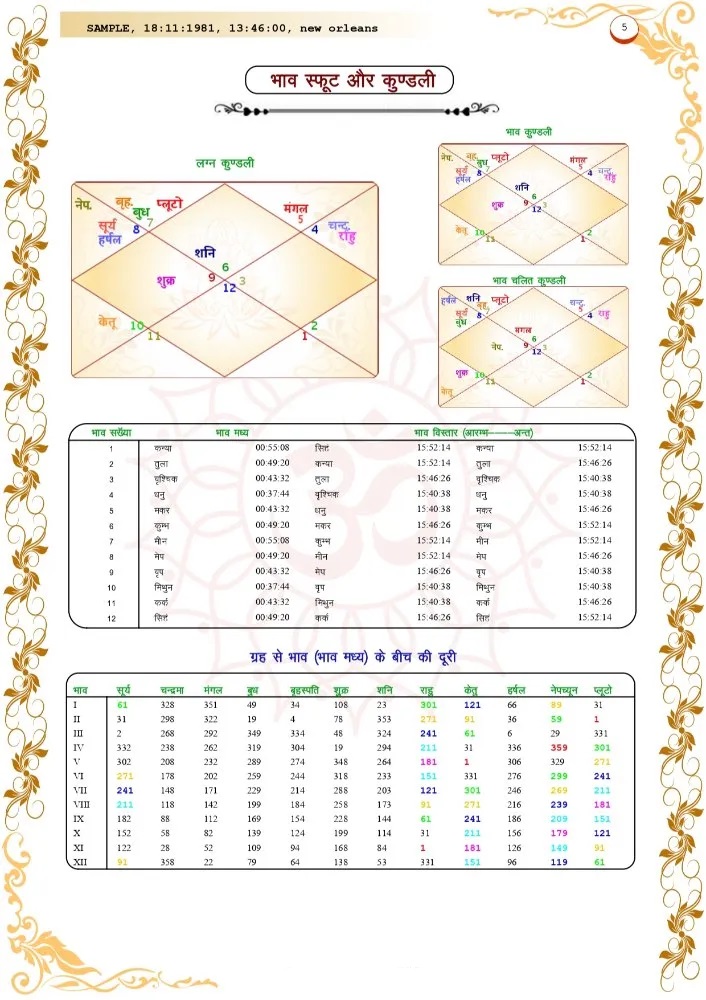 SAMPLE, 18:11:1981, 13:46:00, new orleans
5
भाव स्फूट और कुण्डली
लग्न कुण्डली
नेप. बृह. बुध प्लूटो मंगल
सूर्य 8 7 5 4 चन्द्र.
हर्षल राहु
शनि
शुक्र 9 6 3
12
केतू 10 2
11 1
भाव कुण्डली
नेप. बृह. बुध प्लूटो मंगल
सूर्य 8 7 5 4 चन्द्र.
हर्षल राहु
शनि
शुक्र 9 6 3
12
केतू 10 2
11 1
भाव चलित कुण्डली
हर्षल शनि प्लूटो चन्द्र.
सूर्य बृह. 8 7 5 4 राहु
बुध
मंगल
नेप. 9 6 3
12
शुक्र 10 2
केतू 11 1
भाव सख्या भाव मध्य भाव विस्तार (आरम्भ----अन्त)
1 कन्या 00:55:08 सिहं 15:52:14 कन्या 15:52:14
2 तुला 00:49:20 कन्या 15:52:14 तुला 15:46:26
3 वृश्चिक 00:43:32 तुला 15:46:26 वृश्चिक 15:40:38
4 धनु 00:37:44 वृश्चिक 15:40:38 धनु 15:40:38
5 मकर 00:43:32 धनु 15:40:38 मकर 15:46:26
6 कुम्भ 00:49:20 मकर 15:46:26 कुम्भ 15:52:14
7 मीन 00:55:08 कुम्भ 15:52:14 मीन 15:52:14
8 मेष 00:49:20 मीन 15:52:14 मेष 15:46:26
9 वृष 00:43:32 मेष 15:46:26 वृष 15:40:38
10 मिथुन 00:37:44 वृष 15:40:38 मिथुन 15:40:38
11 कर्क 00:43:32 मिथुन 15:40:38 कर्क 15:46:26
12 सिहं 00:49:20 कर्क 15:46:26 सिहं 15:52:14
ग्रह से भाव (भाव मध्य) के बीच की दूरी
भाव सूर्य चन्द्रमा मंगल बुध बृहस्पति शुक्र शनि राहू केतु हर्षल नेपच्यून प्लूटो
I 61 328 351 49 34 108 23 301 121 66 89 31
II 31 298 322 19 4 78 353 271 91 36 59 1
III 2 268 292 349 334 48 324 241 61 6 29 331
IV 332 238 262 319 304 19 294 211 31 336 359 301
V 302 208 232 289 274 348 264 181 1 306 329 271
VI 271 178 202 259 244 318 233 151 331 276 299 241
VII 241 148 171 229 214 288 203 121 301 246 269 211
VIII 211 118 142 199 184 258 173 91 271 216 239 181
IX 182 88 112 169 154 228 144 61 241 186 209 151
X 152 58 82 139 124 199 114 31 211 156 179 121
XI 122 28 52 109 94 168 84 1 181 126 149 91
XII 91 358 22 79 64 138 53 331 151 96 119 61